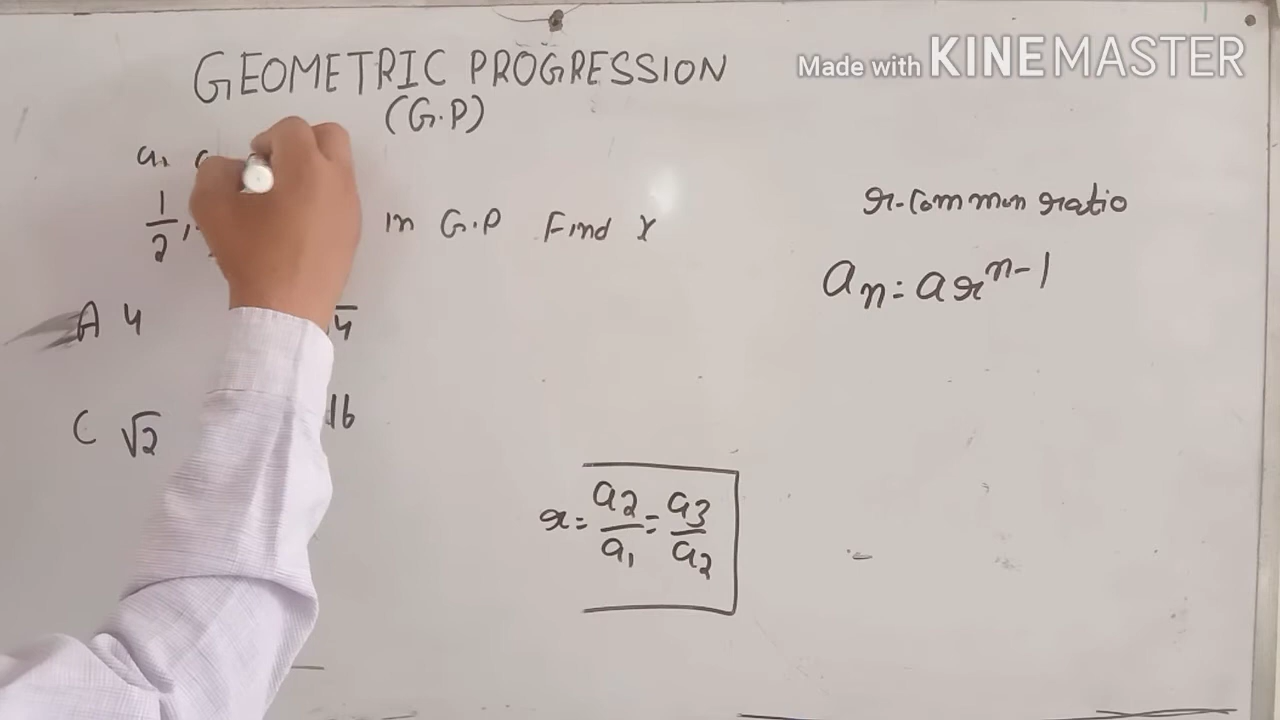 GEOMETRIC PROGRESSION
(G.P)
Made with KINEMASTER
a1
1/2, in G.P Find x
r-Common ratio
an = ar^n-1
A 4
√4
C √2
16
r = a2/a1 = a3/a2